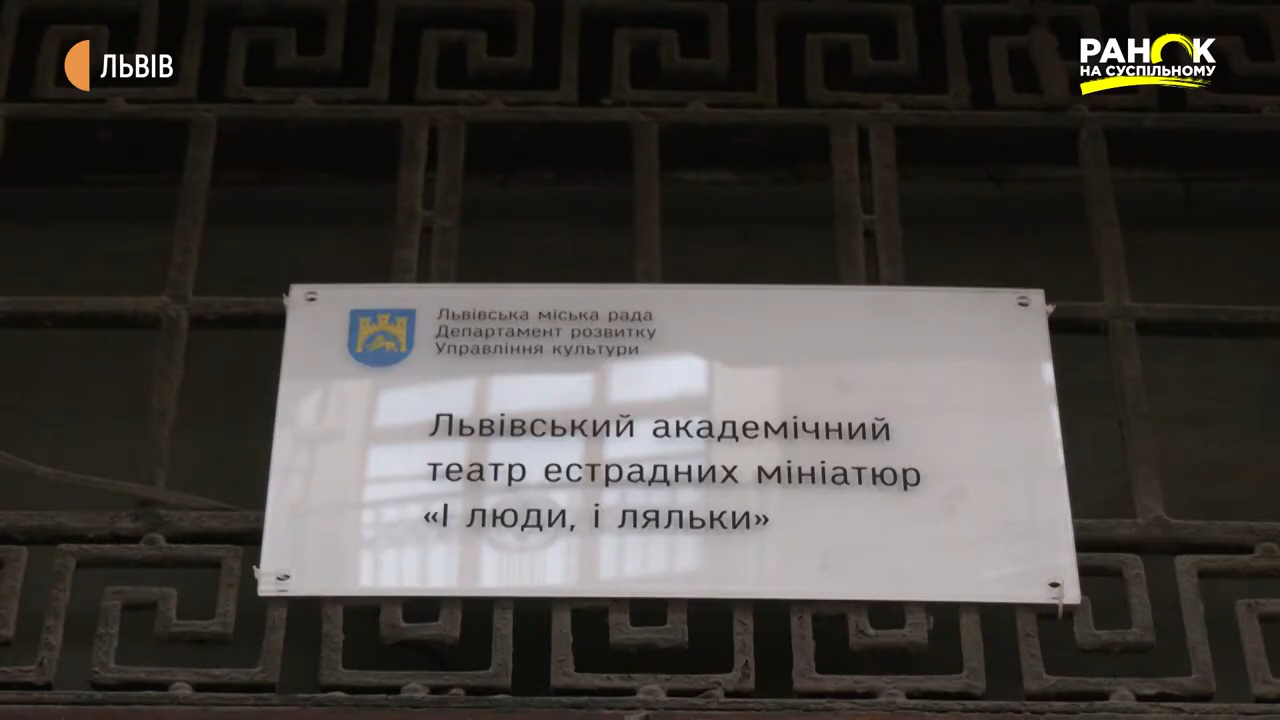 ЛЬВІВ
РАНОК
НА СУСПІЛЬНОМУ
Львівська міська рада
Департамент розвитку
Управління культури
Львівський академічний
театр естрадних мініатюр
«І люди, і ляльки»